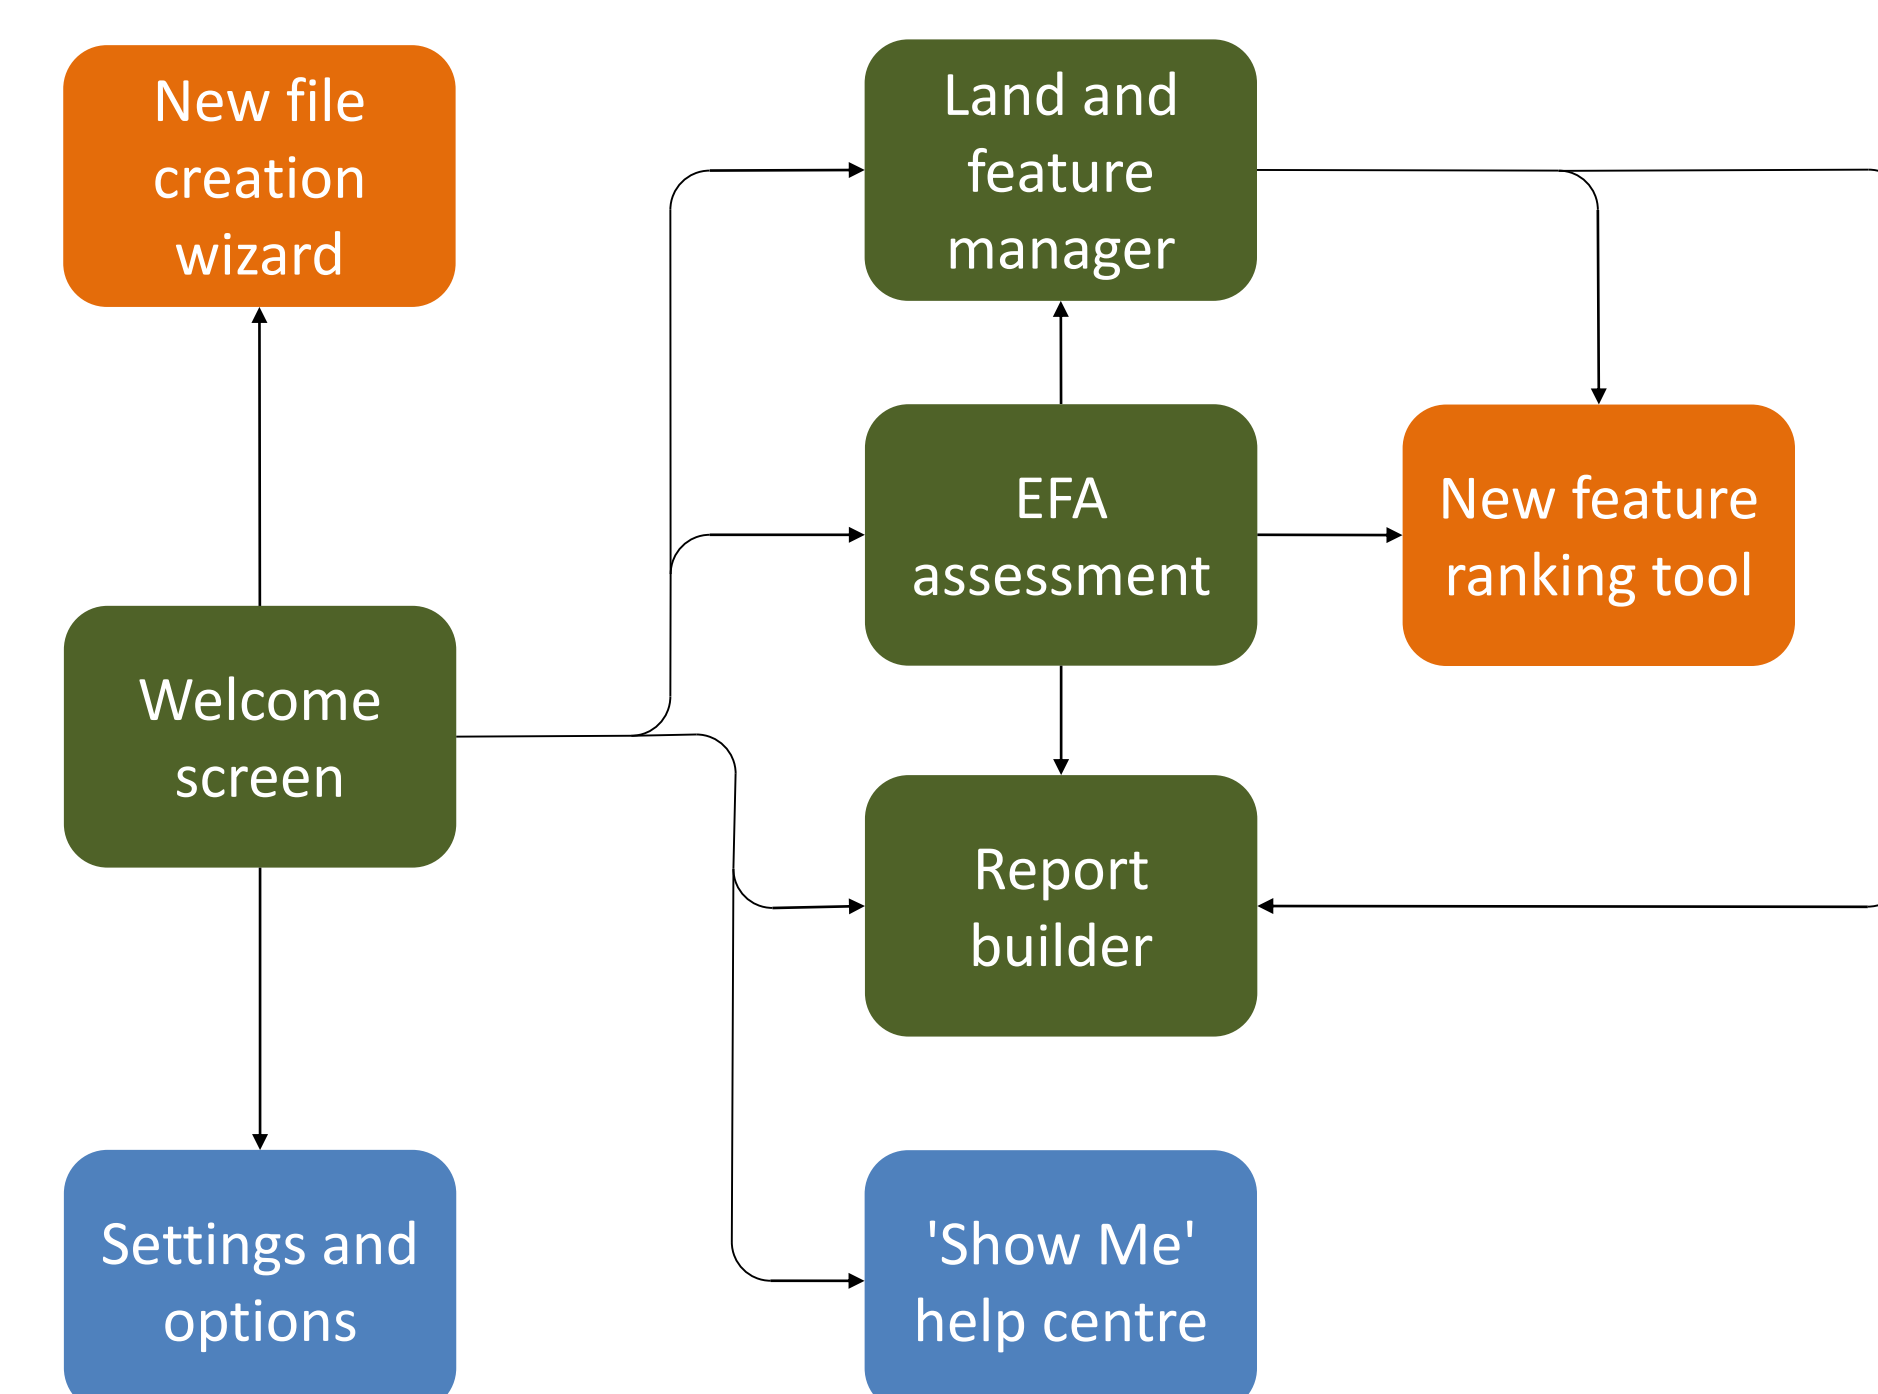 New file
creation
wizard
Land and
feature
manager
EFA
assessment
New feature
ranking tool
Welcome
screen
Report
builder
Settings and
options
'Show Me'
help centre